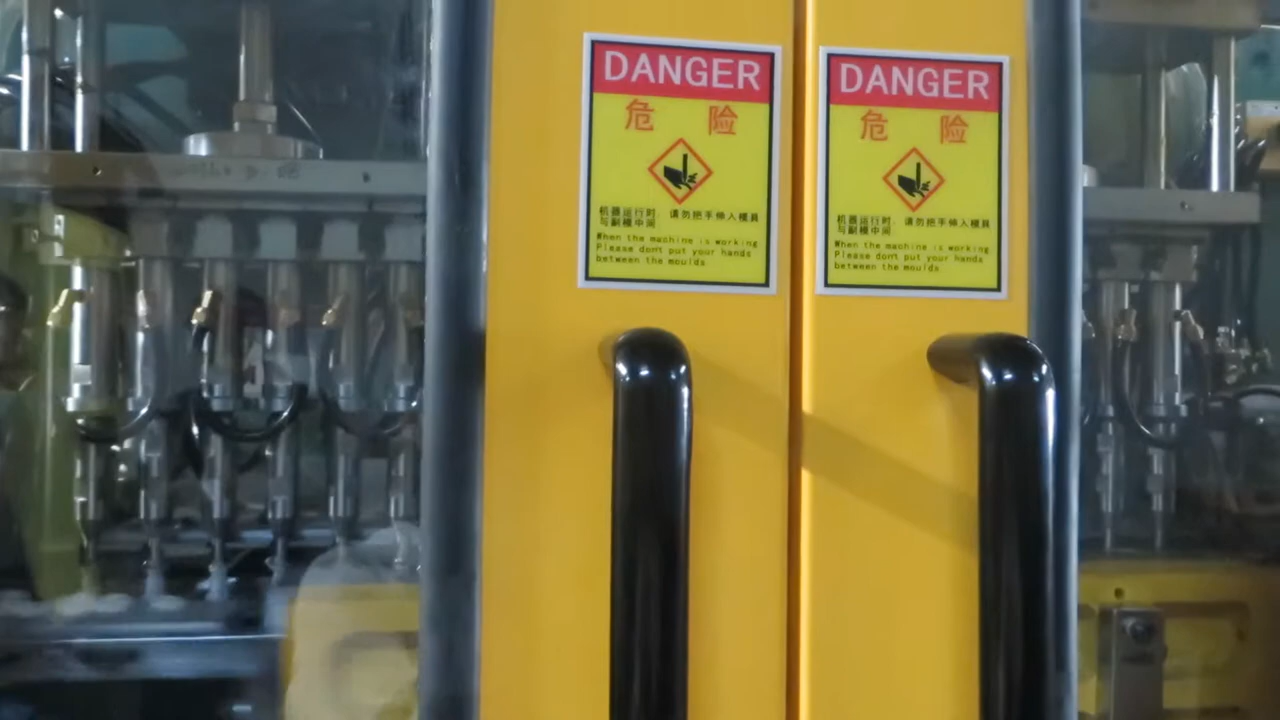 DANGER
危 险
机器运行时 请勿把手伸入模具
与副模中间
When the machine is working
Please don't put your hands
between the moulds
DANGER
危 险
机器运行时 请勿把手伸入模具
与副模中间
When the machine is working
Please don't put your hands
between the moulds